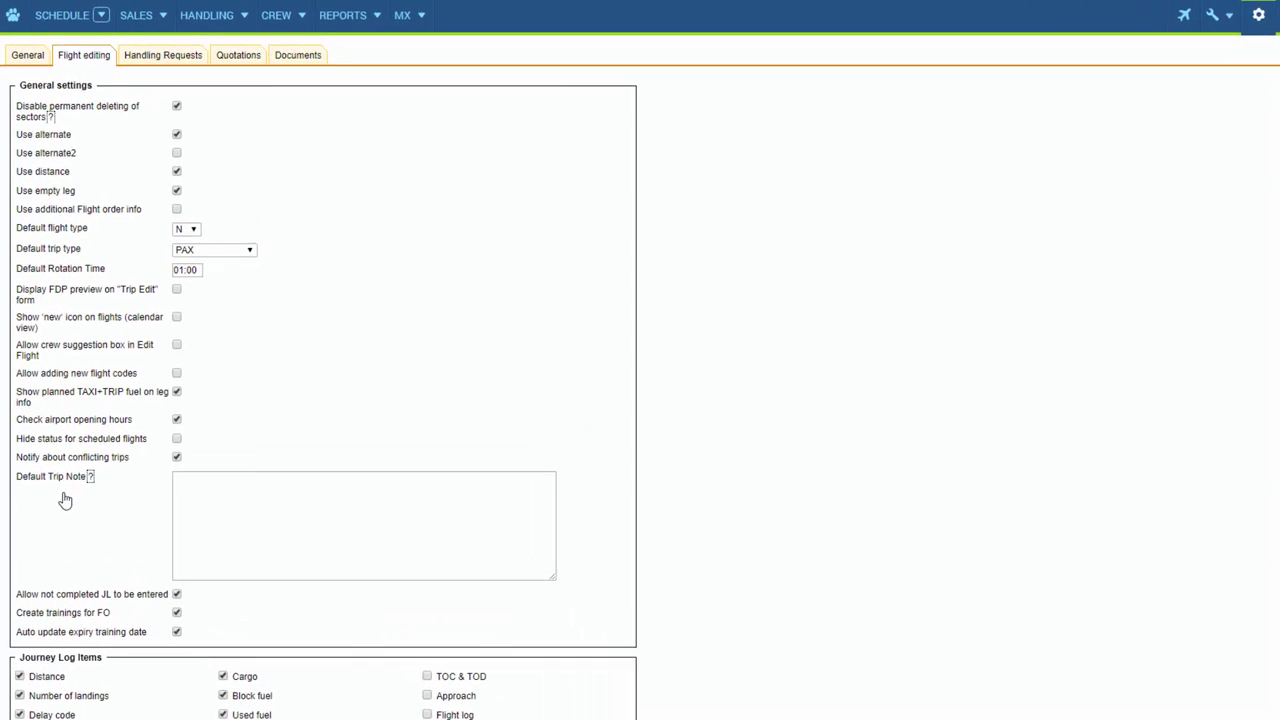 SCHEDULE SALES HANDLING CREW REPORTS MX
General Flight editing Handling Requests Quotations Documents
General settings
Disable permanent deleting of
sectors ?
Use alternate
Use alternate2
Use distance
Use empty leg
Use additional Flight order info
Default flight type N
Default trip type PAX
Default Rotation Time 01:00
Display FDP preview on "Trip Edit"
form
Show 'new' icon on flights (calendar
view)
Allow crew suggestion box in Edit
Flight
Allow adding new flight codes
Show planned TAXI+TRIP fuel on leg
info
Check airport opening hours
Hide status for scheduled flights
Notify about conflicting trips
Default Trip Note ?
Allow not completed JL to be entered
Create trainings for FO
Auto update expiry training date
Journey Log Items
Distance Cargo TOC & TOD
Number of landings Block fuel Approach
Delay code Used fuel Flight log